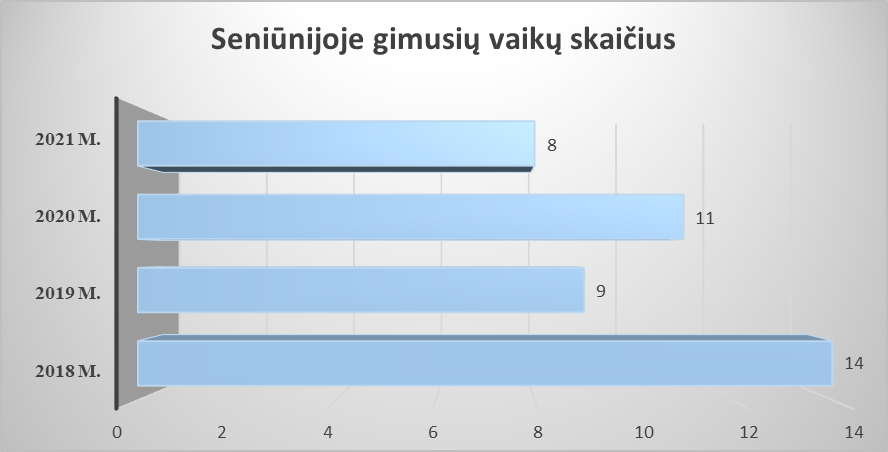 Seniūnijoje gimusių vaikų skaičius
2021 M.
8
2020 M.
11
2019 M.
9
2018 M.
14
0 2 4 6 8 10 12 14